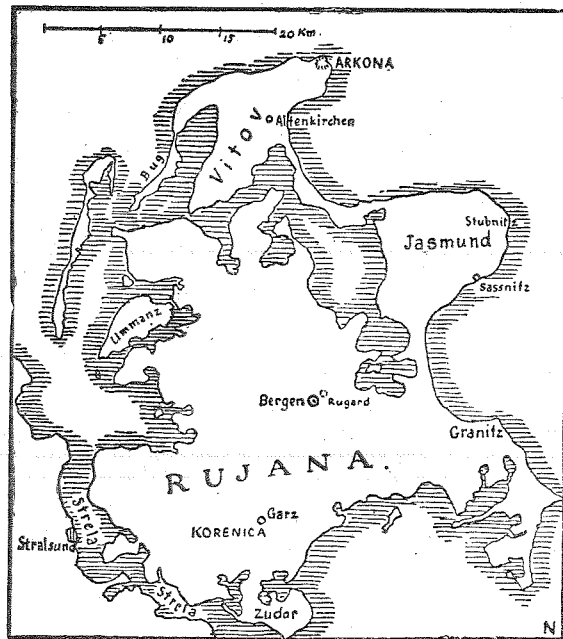 5 10 15 20 Km.
ARKONA
Altenkirchen
Vitov
Bug
Stubnitz
Jasmund
Sassnitz
Ummanz
Bergen
Rugard
Granitz
RUJANA.
Garz
KORENICA
Strela
Stralsund
Strela
Zudar
N